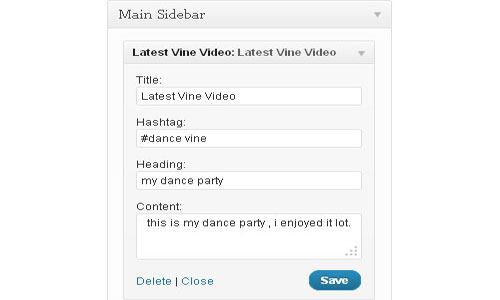 Main Sidebar
Latest Vine Video: Latest Vine Video
Title:
Latest Vine Video
Hashtag:
#dance vine
Heading:
my dance party
Content:
this is my dance party , i enjoyed it lot.
Delete | Close
Save